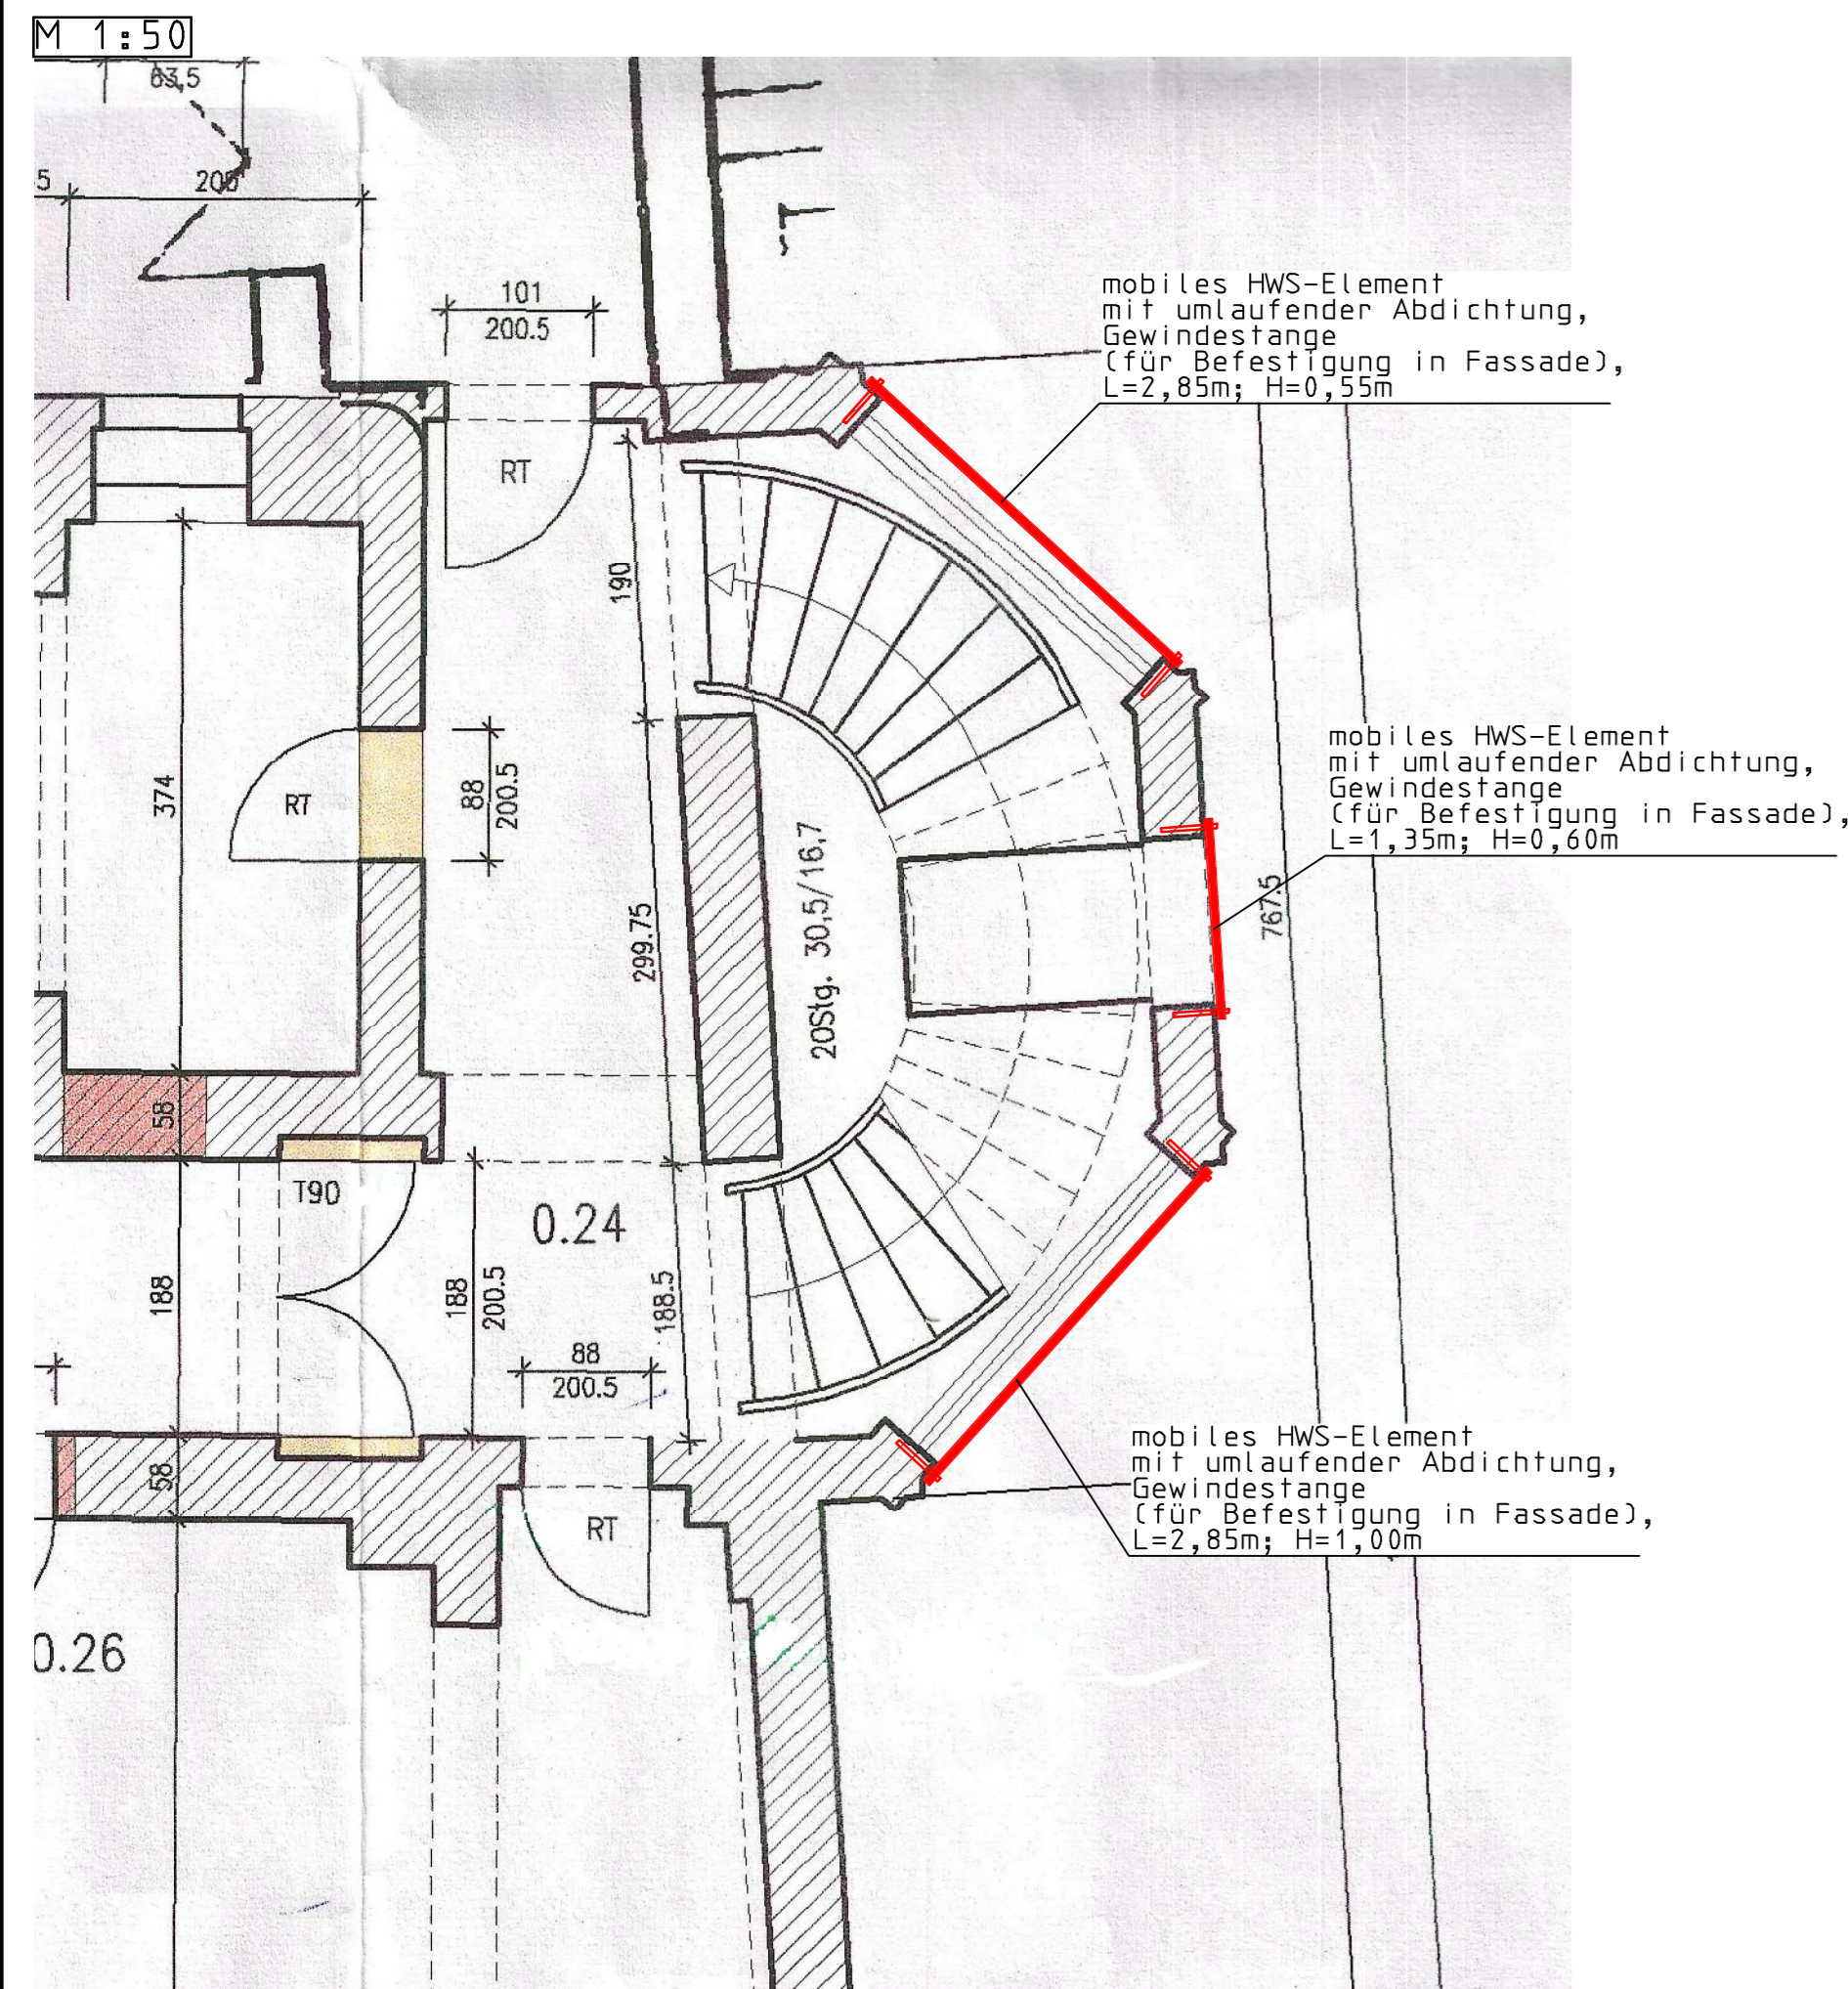 M 1:50
63,5
5
205
101
200.5
mobiles HWS-Element
mit umlaufender Abdichtung,
Gewindestange
(für Befestigung in Fassade),
L=2,85m; H=0,55m
RT
190
mobiles HWS-Element
mit umlaufender Abdichtung,
Gewindestange
(für Befestigung in Fassade),
L=1,35m; H=0,60m
374
RT
88
200.5
20Stg. 30,5/16,7
299.75
767.5
58
T90
0.24
188
188
200.5
188.5
88
200.5
mobiles HWS-Element
mit umlaufender Abdichtung,
Gewindestange
(für Befestigung in Fassade),
L=2,85m; H=1,00m
58
RT
0.26